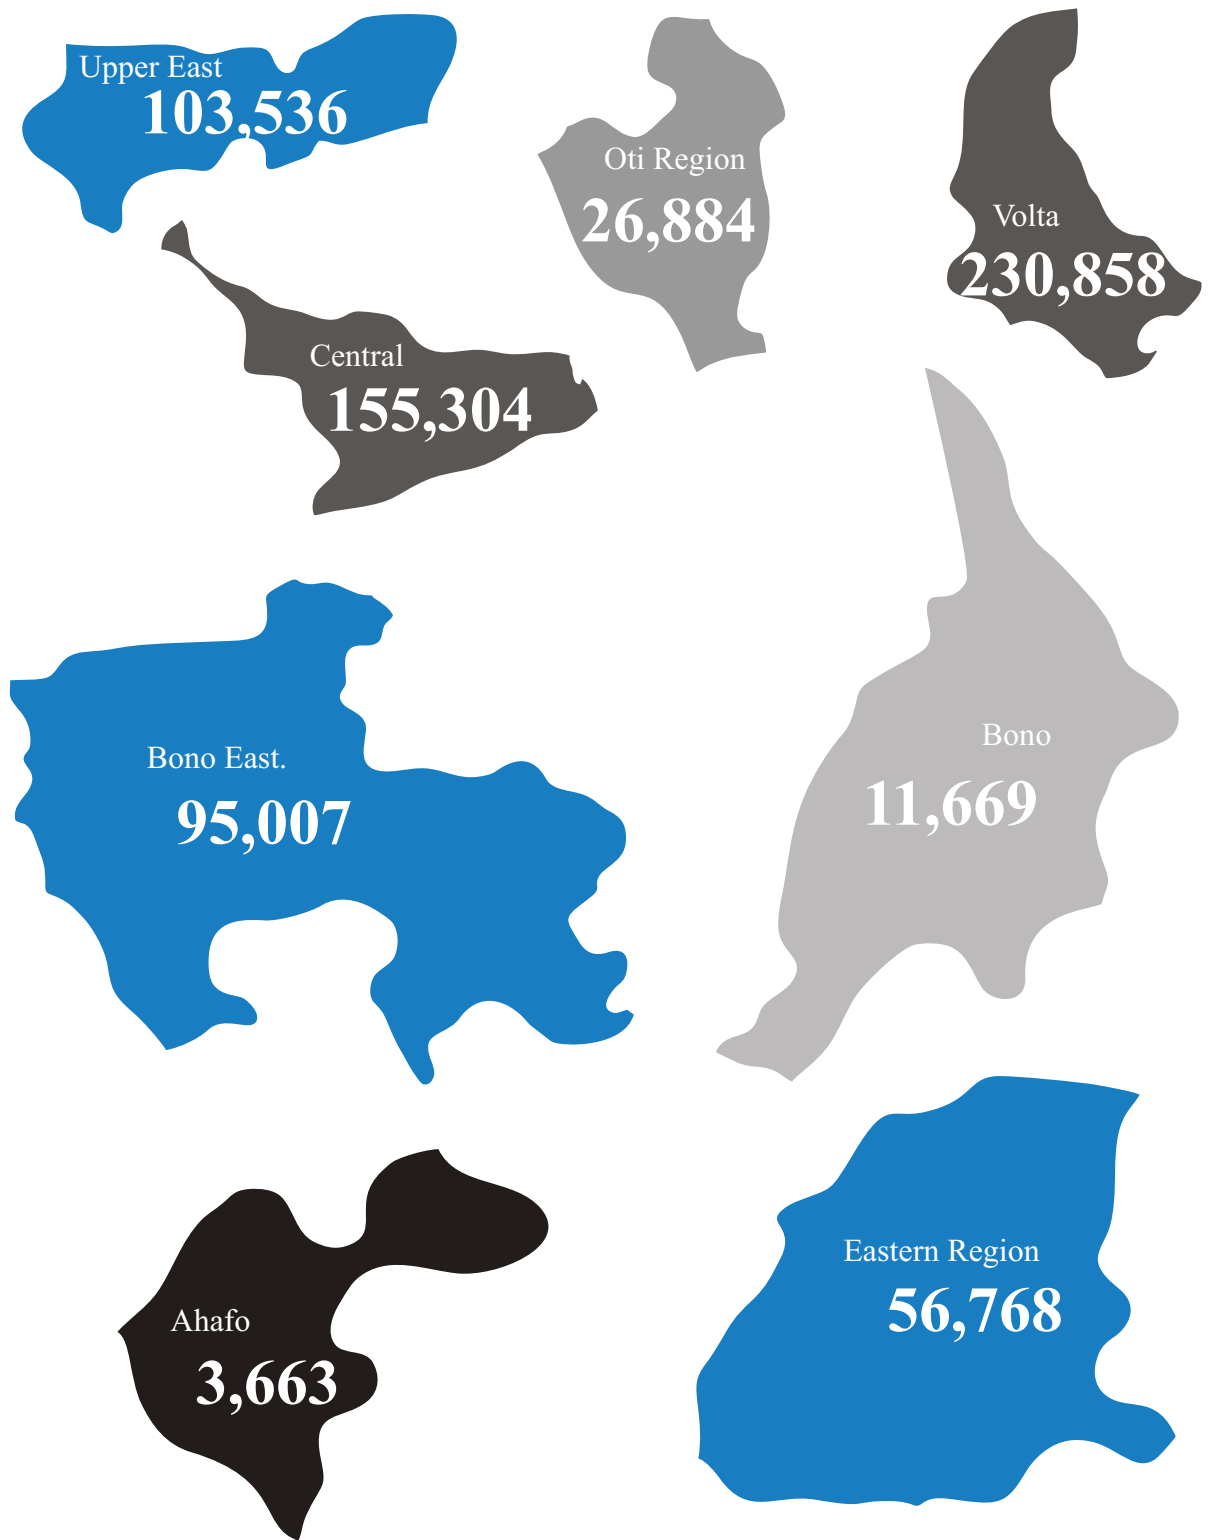 Upper East
103,536
Oti Region
26,884
Volta
230,858
Central
155,304
Bono East.
95,007
Bono
11,669
Eastern Region
56,768
Ahafo
3,663